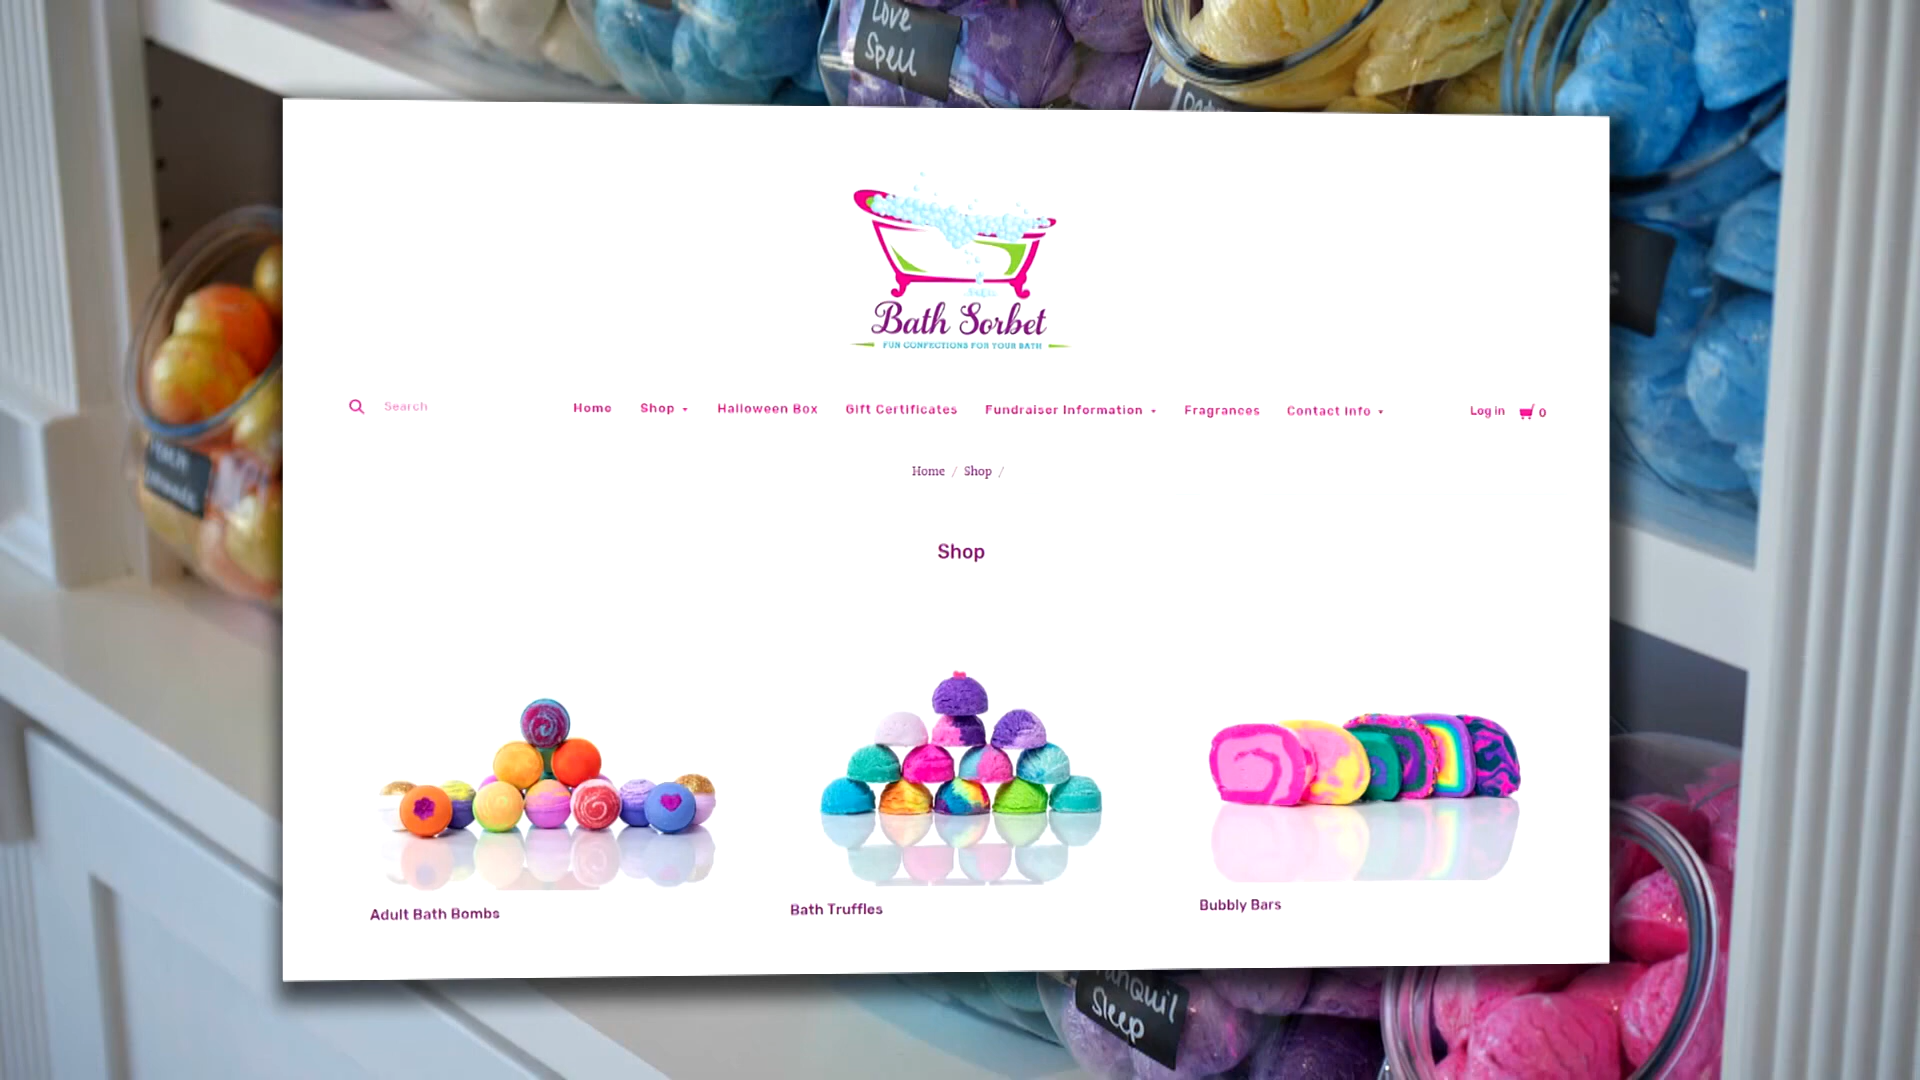 Love
Spell
Bath Sorbet
FUN CONFECTIONS FOR YOUR BATH
Search
Home
Shop
Halloween Box
Gift Certificates
Fundraiser Information
Fragrances
Contact Info
Log in
0
Home / Shop /
Shop
Adult Bath Bombs
Bath Truffles
Bubbly Bars
Sleep